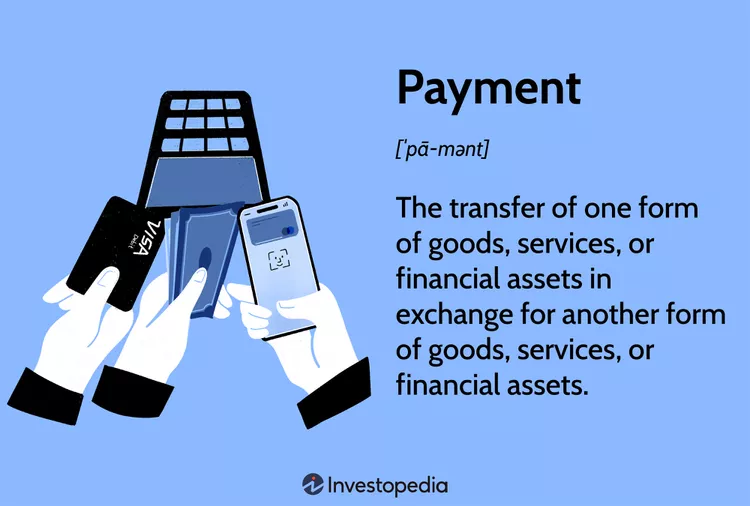 VISA
Debit
Payment
[ˈpā-mənt]
The transfer of one form
of goods, services, or
financial assets in
exchange for another form
of goods, services, or
financial assets.
Investopedia